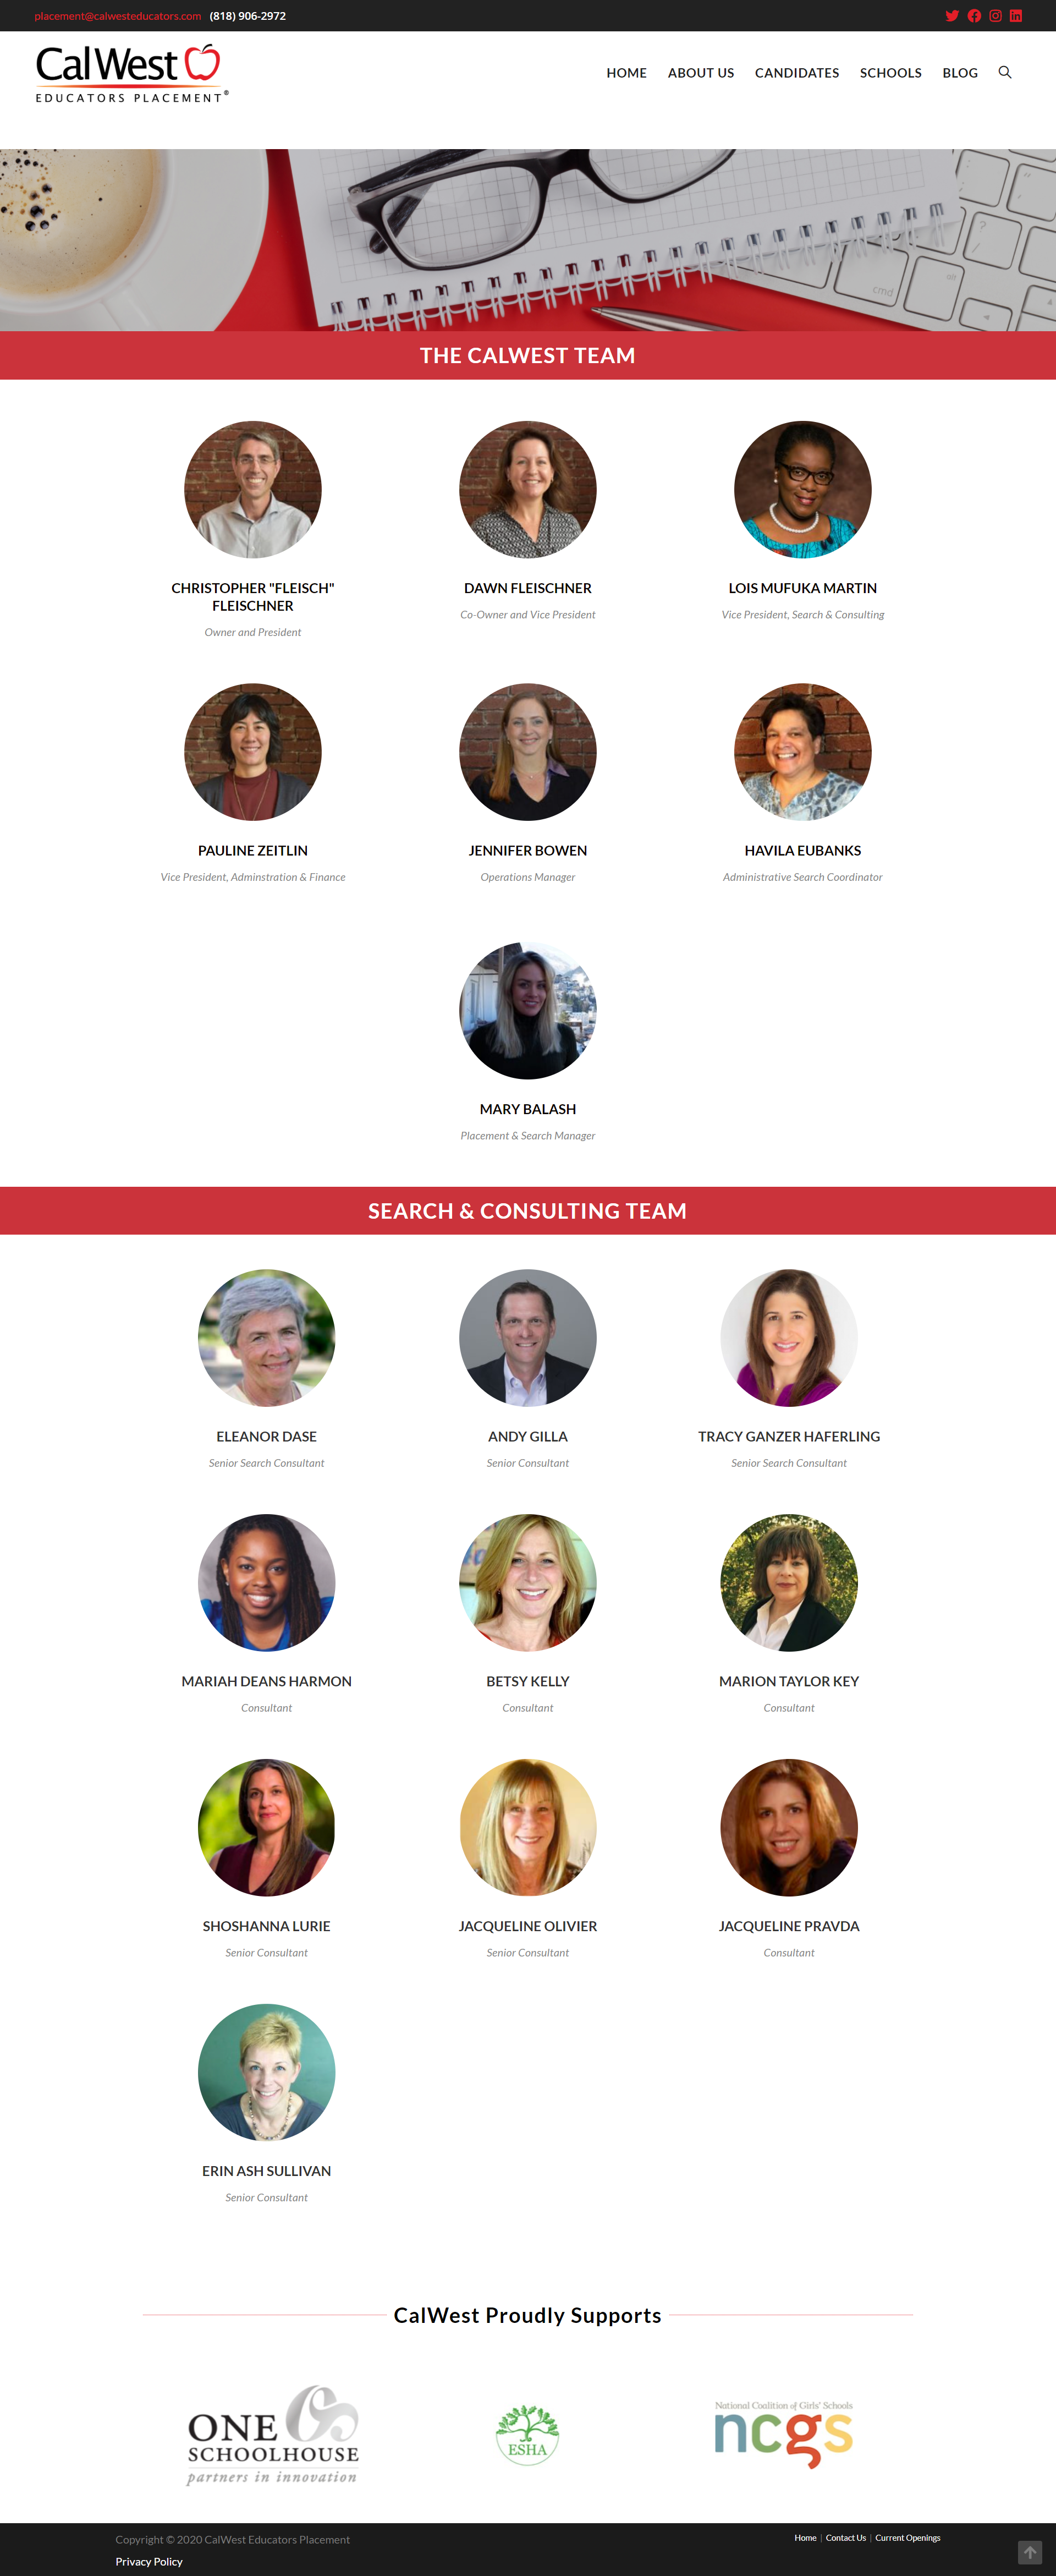 placement@calwesteducators.com (818) 906-2972
CalWest
EDUCATORS PLACEMENT®
HOME ABOUT US CANDIDATES SCHOOLS BLOG
cmd
THE CALWEST TEAM
CHRISTOPHER "FLEISCH"
FLEISCHNER
Owner and President
DAWN FLEISCHNER
Co-Owner and Vice President
LOIS MUFUKA MARTIN
Vice President, Search & Consulting
PAULINE ZEITLIN
Vice President, Adminstration & Finance
JENNIFER BOWEN
Operations Manager
HAVILA EUBANKS
Administrative Search Coordinator
MARY BALASH
Placement & Search Manager
SEARCH & CONSULTING TEAM
ELEANOR DASE
Senior Search Consultant
ANDY GILLA
Senior Consultant
TRACY GANZER HAFERLING
Senior Search Consultant
MARIAH DEANS HARMON
Consultant
BETSY KELLY
Consultant
MARION TAYLOR KEY
Consultant
SHOSHANNA LURIE
Senior Consultant
JACQUELINE OLIVIER
Senior Consultant
JACQUELINE PRAVDA
Consultant
ERIN ASH SULLIVAN
Senior Consultant
CalWest Proudly Supports
ONE
SCHOOLHOUSE
partners in innovation
ESHA
National Coalition of Girls' Schools
ncgs
Copyright © 2020 CalWest Educators Placement
Privacy Policy
Home | Contact Us | Current Openings